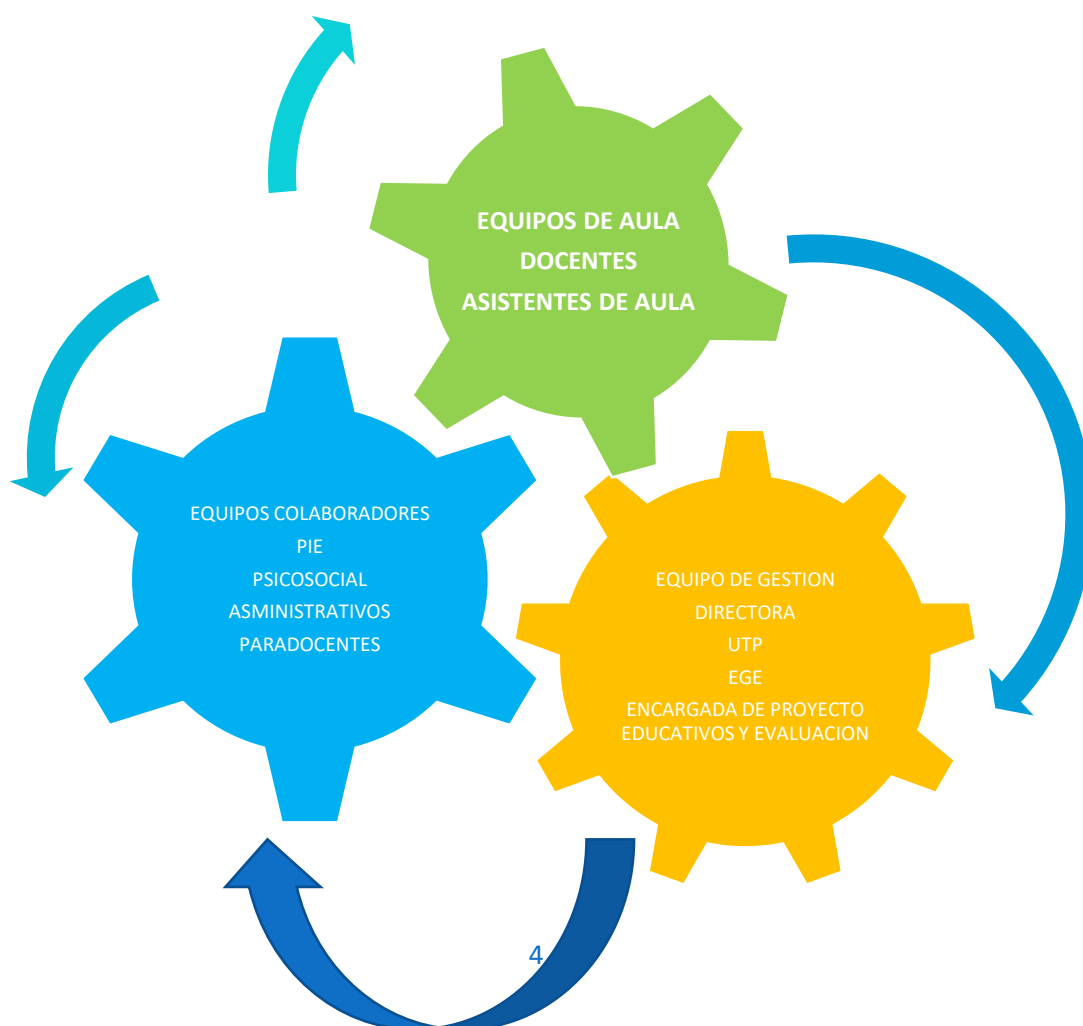 EQUIPOS DE AULA
DOCENTES
ASISTENTES DE AULA
EQUIPOS COLABORADORES
PIE
PSICOSOCIAL
ASMINISTRATIVOS
PARADOCENTES
EQUIPO DE GESTION
DIRECTORA
UTP
EGE
ENCARGADA DE PROYECTO
EDUCATIVOS Y EVALUACION
4